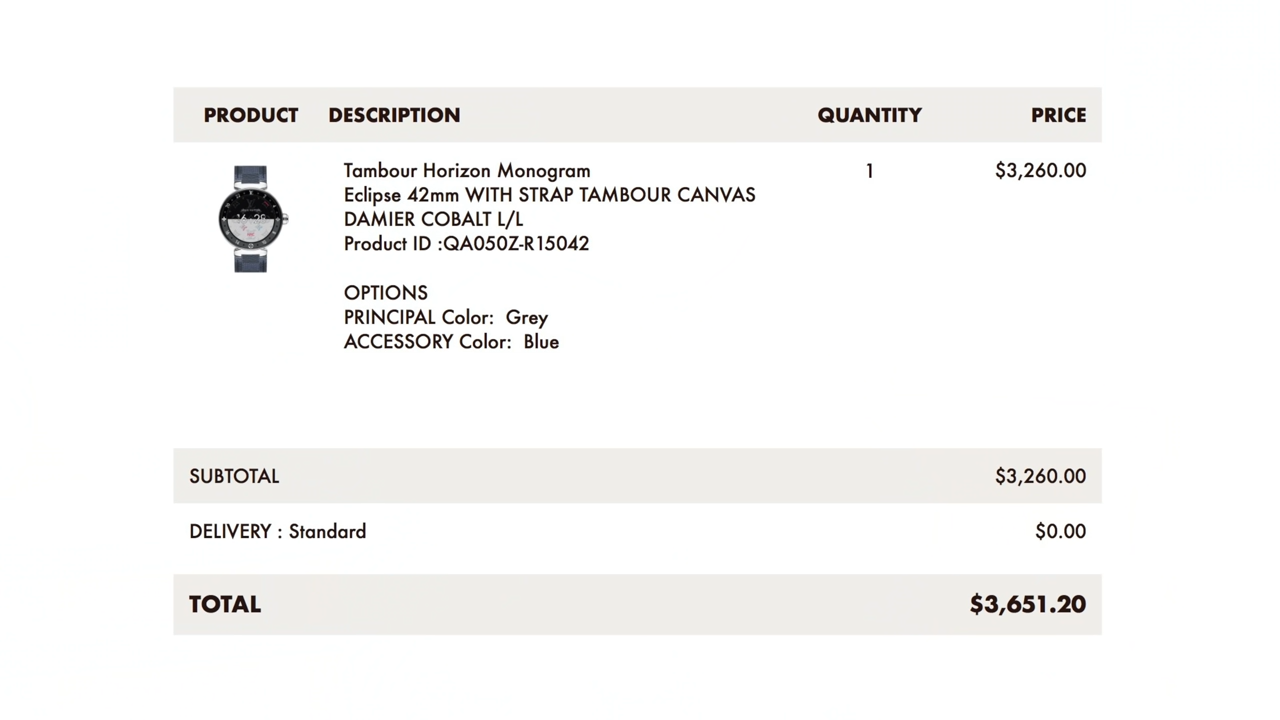 PRODUCT DESCRIPTION QUANTITY PRICE
Tambour Horizon Monogram 1 $3,260.00
Eclipse 42mm WITH STRAP TAMBOUR CANVAS
DAMIER COBALT L/L
Product ID :QA050Z-R15042
OPTIONS
PRINCIPAL Color: Grey
ACCESSORY Color: Blue
SUBTOTAL $3,260.00
DELIVERY : Standard $0.00
TOTAL $3,651.20